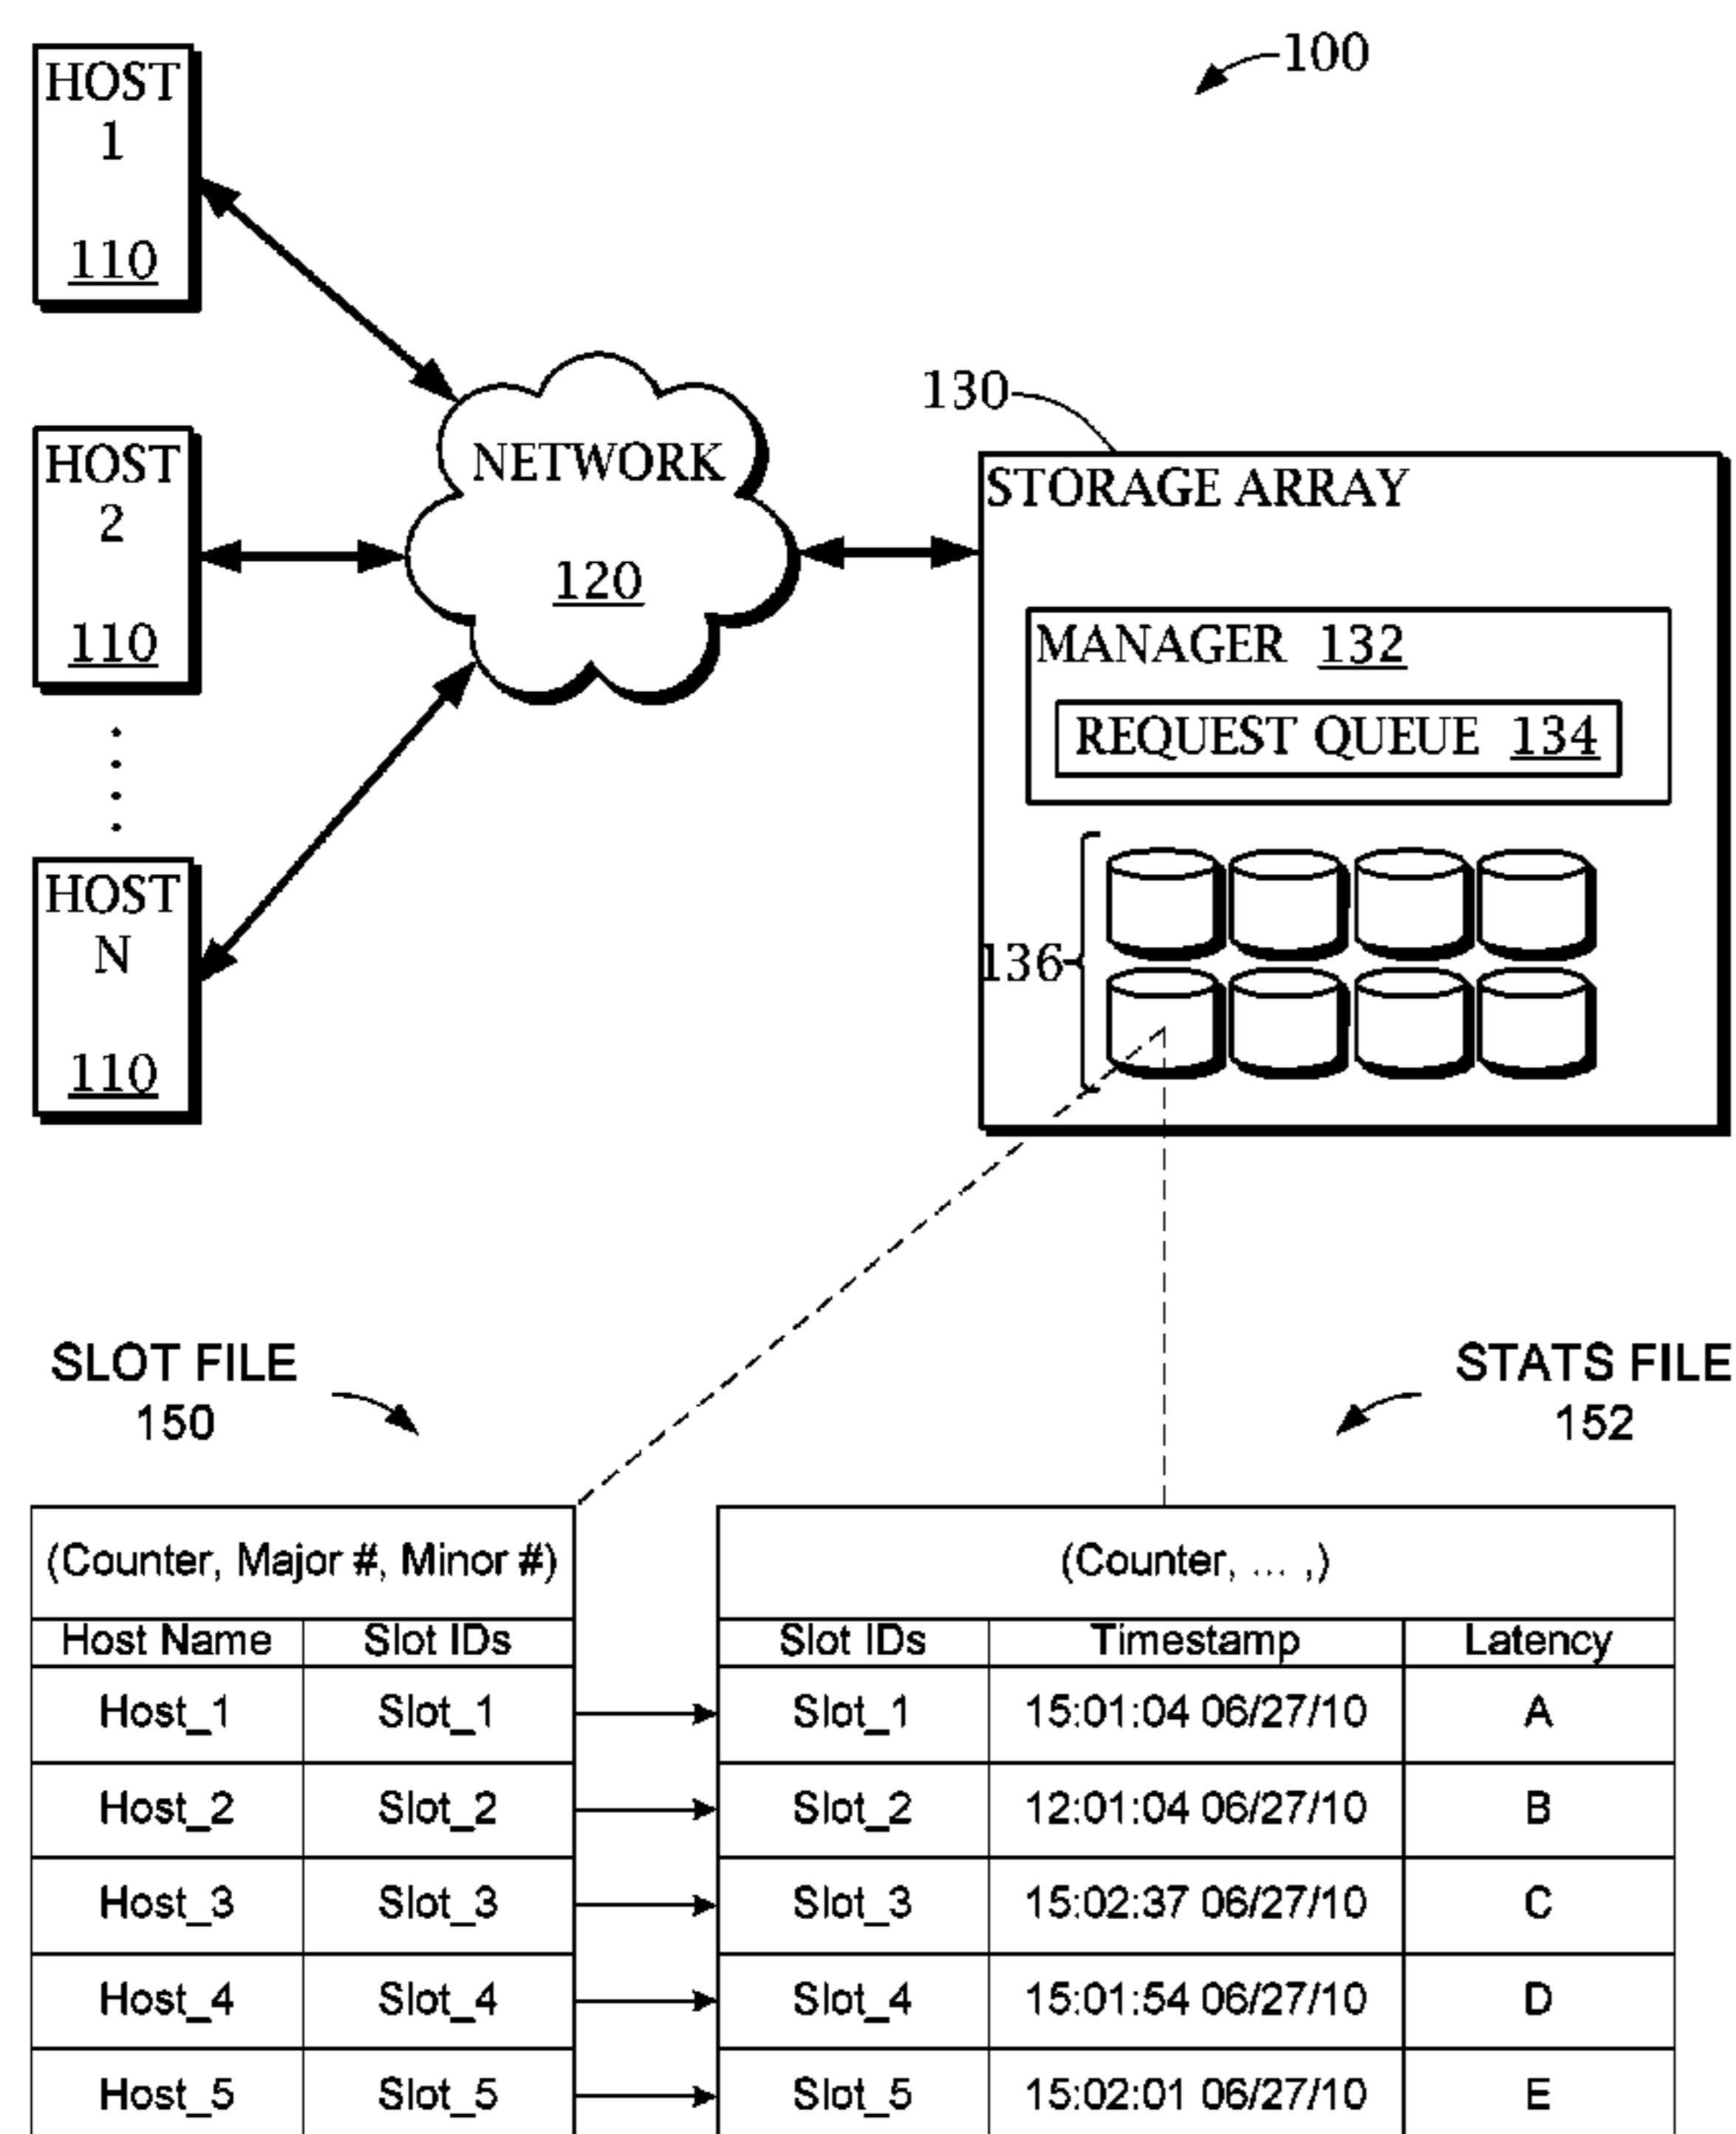 100
HOST
1
110
130
NETWORK
120
HOST
2
110
STORAGE ARRAY
MANAGER 132
REQUEST QUEUE 134
HOST
N
110
136
SLOT FILE
150
STATS FILE
152
(Counter, Major #, Minor #)
Host Name Slot IDs
Host_1 Slot_1
Host_2 Slot_2
Host_3 Slot_3
Host_4 Slot_4
Host_5 Slot_5
(Counter, ... ,)
Slot IDs Timestamp Latency
Slot_1 15:01:04 06/27/10 A
Slot_2 12:01:04 06/27/10 B
Slot_3 15:02:37 06/27/10 C
Slot_4 15:01:54 06/27/10 D
Slot_5 15:02:01 06/27/10 E